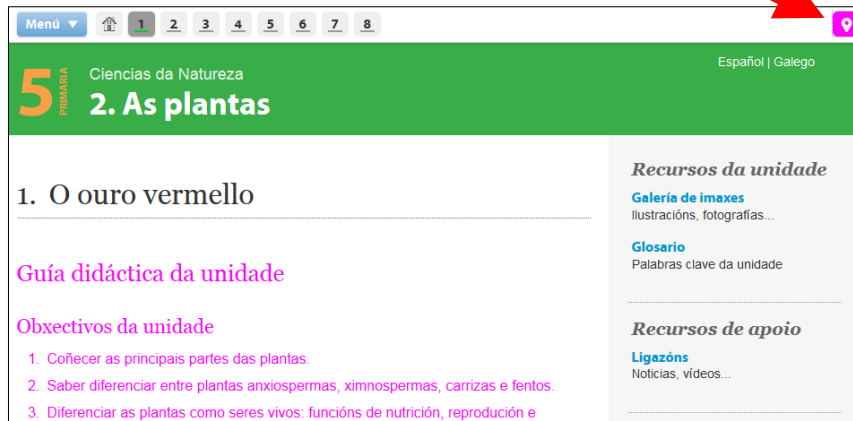 Menú
1 2 3 4 5 6 7 8
Español | Galego
5 PRIMARIA
Ciencias da Natureza
2. As plantas
1. O ouro vermello
Guía didáctica da unidade
Obxectivos da unidade
1. Coñecer as principais partes das plantas.
2. Saber diferenciar entre plantas anxiospermas, ximnospermas, carrizas e fentos.
3. Diferenciar as plantas como seres vivos: funcións de nutrición, reprodución e
Recursos da unidade
Galería de imaxes
Ilustracións, fotografías...
Glosario
Palabras clave da unidade
Recursos de apoio
Ligazóns
Noticias, vídeos...